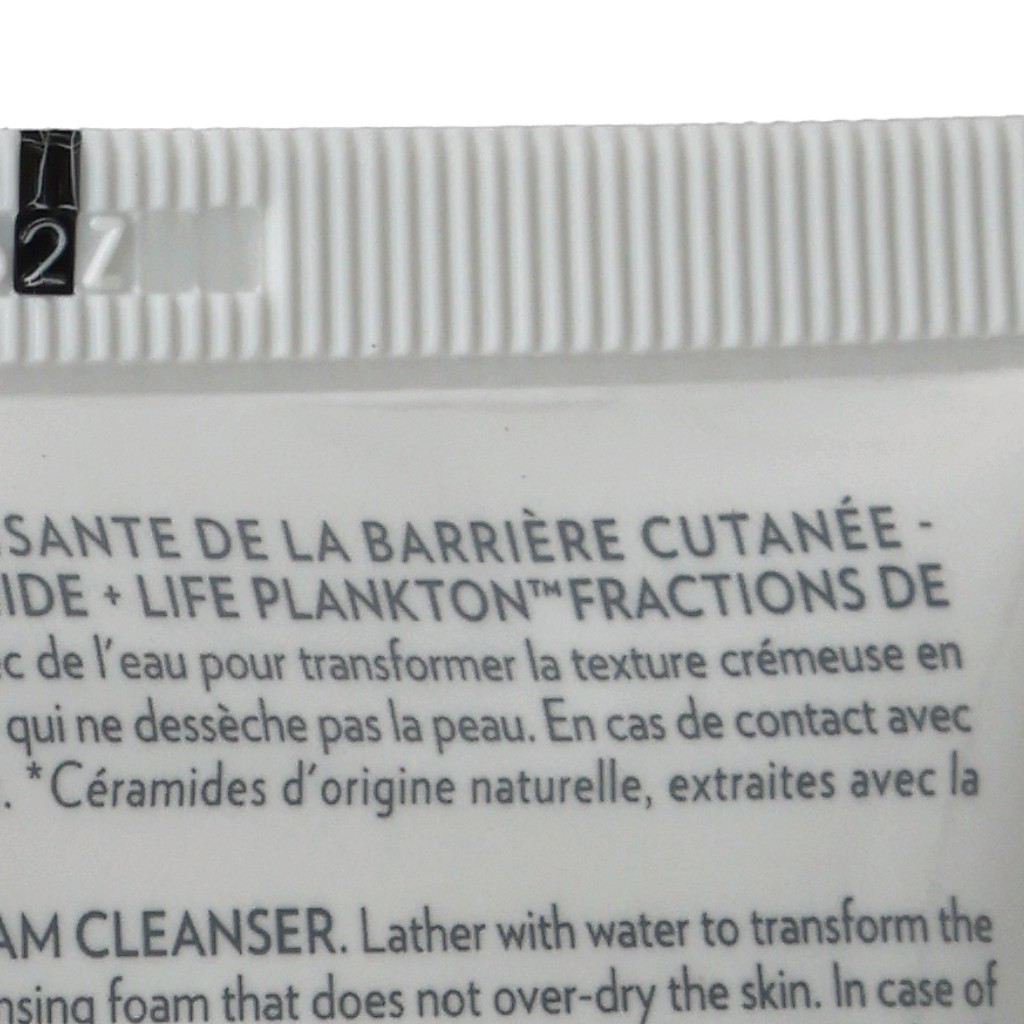 2Z
SANTE DE LA BARRIÈRE CUTANÉE -
IDE + LIFE PLANKTON™ FRACTIONS DE
de l'eau pour transformer la texture crémeuse en
qui ne dessèche pas la peau. En cas de contact avec
. *Céramides d'origine naturelle, extraites avec la
AM CLEANSER. Lather with water to transform the
nsing foam that does not over-dry the skin. In case of